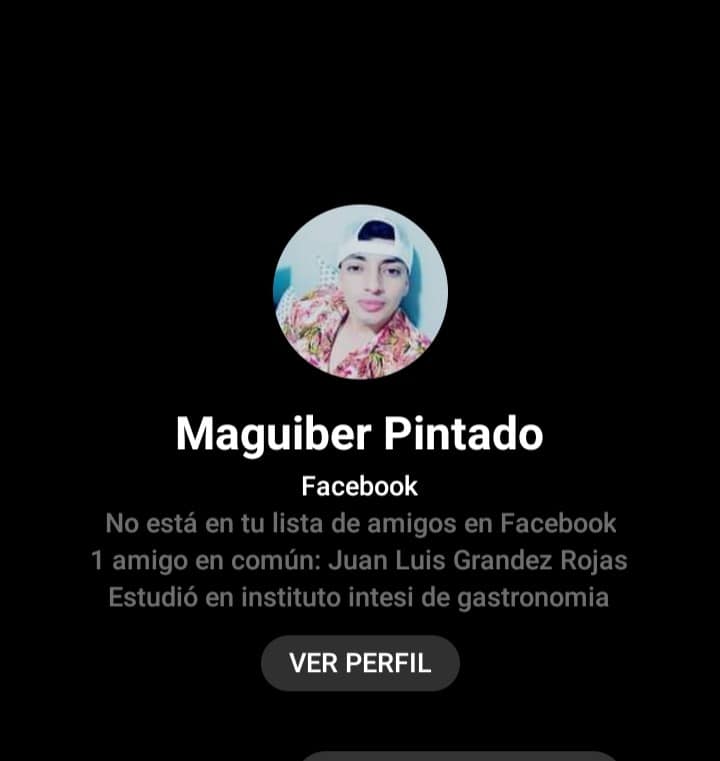 Maguiber Pintado
Facebook
No está en tu lista de amigos en Facebook
1 amigo en común: Juan Luis Grandez Rojas
Estudió en instituto intesi de gastronomia
VER PERFIL